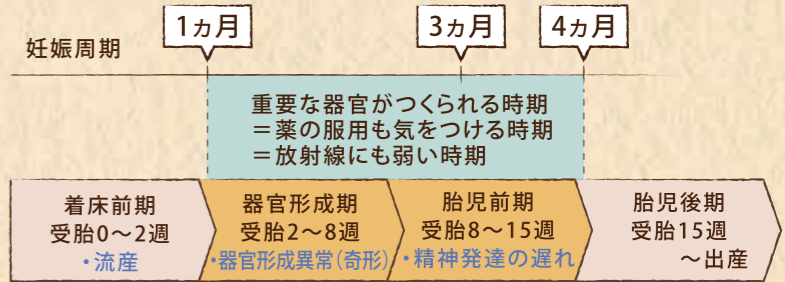 1ヵ月
3ヵ月
4ヵ月
妊娠周期
重要な器官がつくられる時期
＝薬の服用も気をつける時期
＝放射線にも弱い時期
着床前期
受胎0〜2週
・流産
器官形成期
受胎2〜8週
・器官形成異常（奇形）
胎児前期
受胎8〜15週
・精神発達の遅れ
胎児後期
受胎15週
〜出産